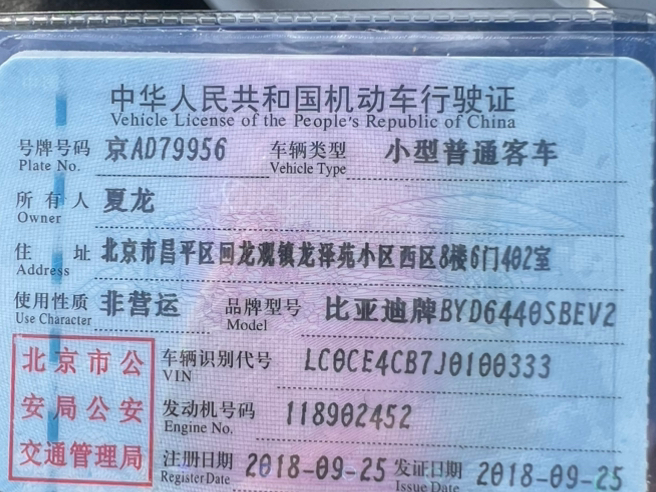 中华人民共和国机动车行驶证
Vehicle License of the People's Republic of China
号牌号码 京AD79956 车辆类型 小型普通客车
Plate No. Vehicle Type
所有人 夏龙
Owner
住址 北京市昌平区回龙观镇龙泽苑小区西区8楼6门402室
Address
使用性质 非营运 品牌型号 比亚迪牌BYD6440SBEV2
Use Character Model
北京市公
安局公安
交通管理局
车辆识别代号 LC0CE4CB7J0100333
VIN
发动机号码 118902452
Engine No.
注册日期 2018-09-25 发证日期 2018-09-25
Register Date Issue Date